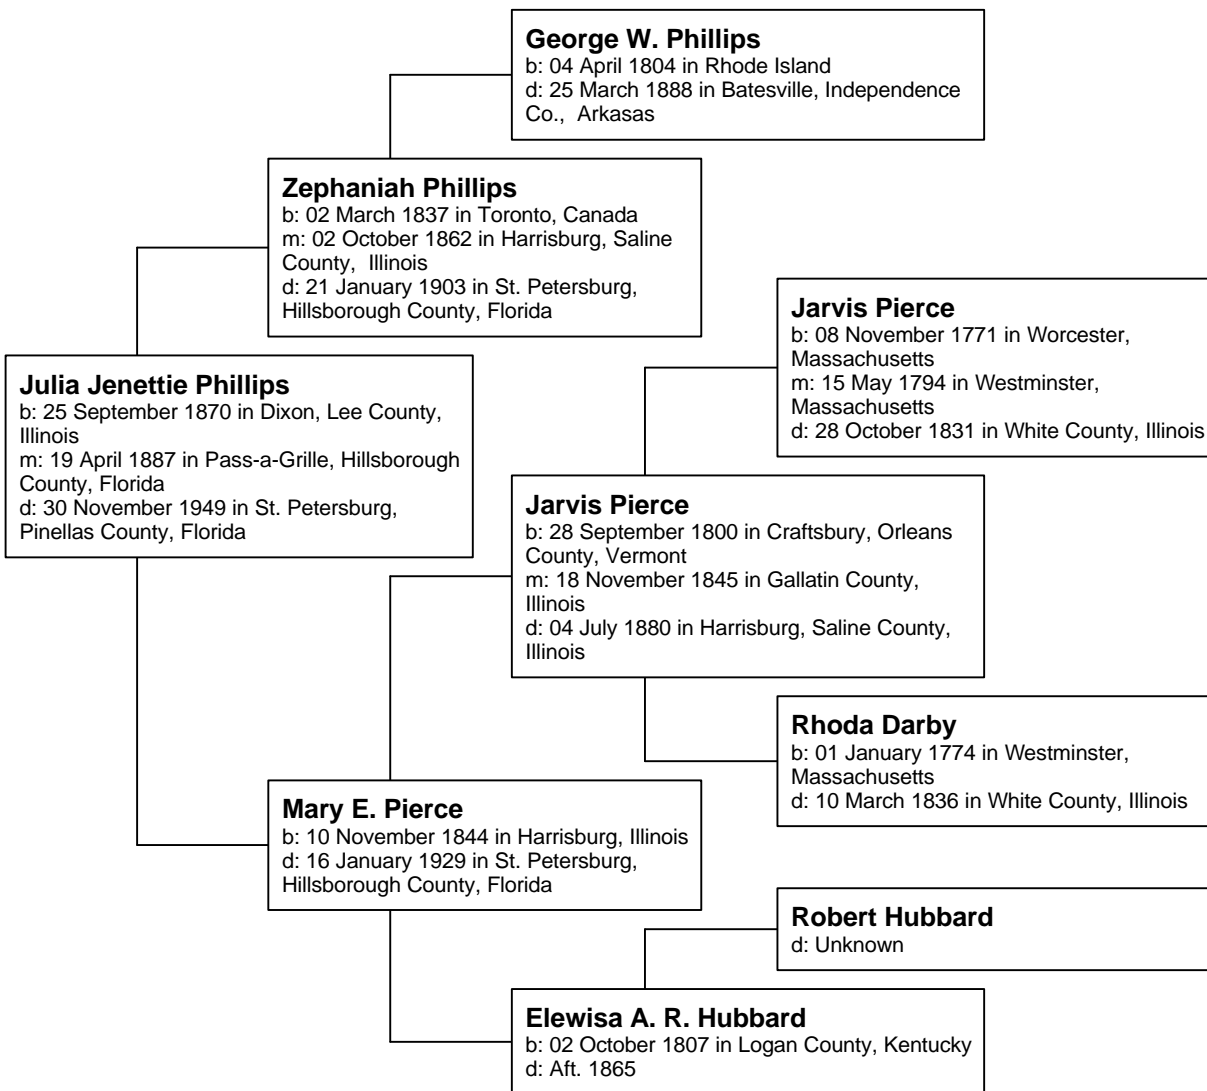 George W. Phillips
b: 04 April 1804 in Rhode Island
d: 25 March 1888 in Batesville, Independence
Co.,  Arkasas
Zephaniah Phillips
b: 02 March 1837 in Toronto, Canada
m: 02 October 1862 in Harrisburg, Saline
County,  Illinois
d: 21 January 1903 in St. Petersburg,
Hillsborough County, Florida
Jarvis Pierce
b: 08 November 1771 in Worcester,
Massachusetts
m: 15 May 1794 in Westminster,
Massachusetts
d: 28 October 1831 in White County, Illinois
Julia Jenettie Phillips
b: 25 September 1870 in Dixon, Lee County,
Illinois
m: 19 April 1887 in Pass-a-Grille, Hillsborough
County, Florida
d: 30 November 1949 in St. Petersburg,
Pinellas County, Florida
Jarvis Pierce
b: 28 September 1800 in Craftsbury, Orleans
County, Vermont
m: 18 November 1845 in Gallatin County,
Illinois
d: 04 July 1880 in Harrisburg, Saline County,
Illinois
Rhoda Darby
b: 01 January 1774 in Westminster,
Massachusetts
d: 10 March 1836 in White County, Illinois
Mary E. Pierce
b: 10 November 1844 in Harrisburg, Illinois
d: 16 January 1929 in St. Petersburg,
Hillsborough County, Florida
Robert Hubbard
d: Unknown
Elewisa A. R. Hubbard
b: 02 October 1807 in Logan County, Kentucky
d: Aft. 1865